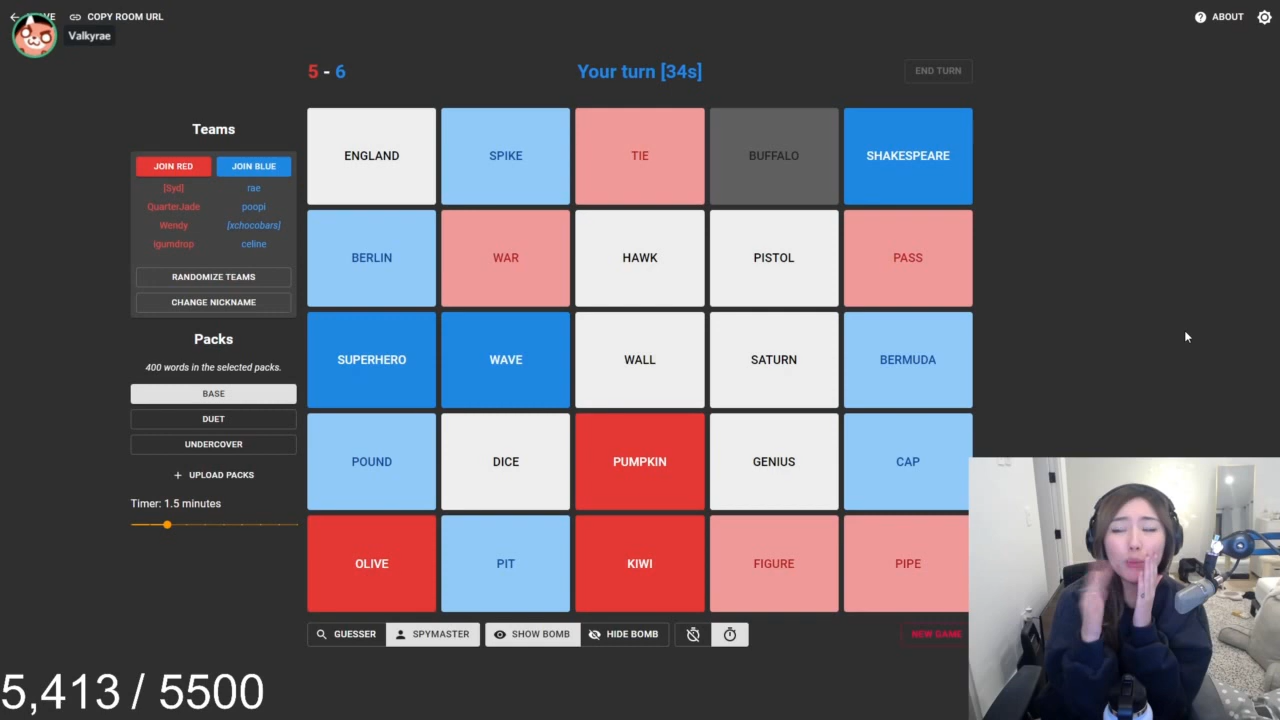 COPY ROOM URL
ABOUT
Valkyrae
5 - 6
Your turn [34s]
END TURN
Teams
JOIN RED
JOIN BLUE
[Syd]
rae
QuarterJade
poopi
Wendy
[xchocobars]
igumdrop
celine
RANDOMIZE TEAMS
CHANGE NICKNAME
Packs
400 words in the selected packs.
BASE
DUET
UNDERCOVER
UPLOAD PACKS
Timer: 1.5 minutes
ENGLAND
SPIKE
TIE
BUFFALO
SHAKESPEARE
BERLIN
WAR
HAWK
PISTOL
PASS
SUPERHERO
WAVE
WALL
SATURN
BERMUDA
POUND
DICE
PUMPKIN
GENIUS
CAP
OLIVE
PIT
KIWI
FIGURE
PIPE
GUESSER
SPYMASTER
SHOW BOMB
HIDE BOMB
NEW GAME
5,413 / 5500